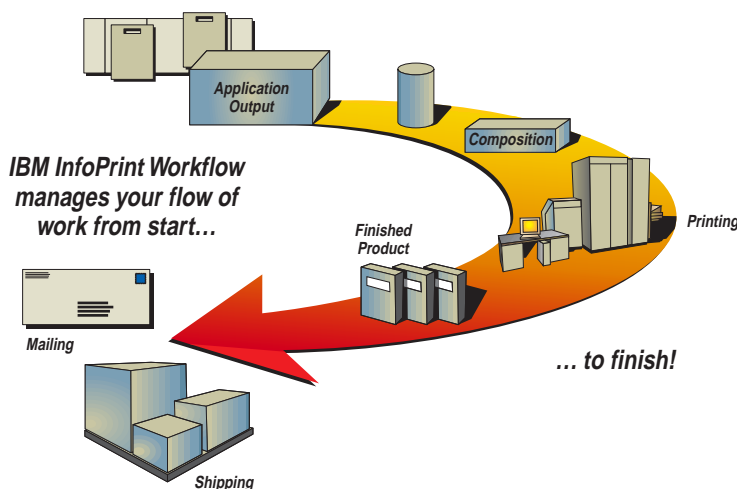 Application
Output
Composition
IBM InfoPrint Workflow
manages your flow of
work from start…
Printing
Finished
Product
Mailing
… to finish!
Shipping